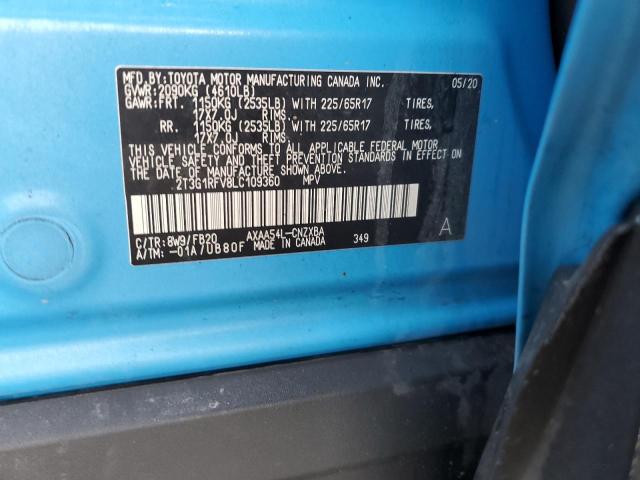 MFD.BY:TOYOTA MOTOR MANUFACTURING CANADA INC. 05/20
GVWR:2090KG (4610LB)
GAWR:FRT. 1150KG (2535LB) WITH 225/65R17 TIRES,
17X7.0J RIMS.
RR. 1150KG (2535LB) WITH 225/65R17 TIRES,
17X7.0J RIMS.
THIS VEHICLE CONFORMS TO ALL APPLICABLE FEDERAL MOTOR
VEHICLE SAFETY AND THEFT PREVENTION STANDARDS IN EFFECT
ON THE DATE OF MANUFACTURE SHOWN ABOVE.
2T3G1RFV8LC109360 MPV
C/TR: 8W9/FB20 AXAA54L-CNZXBA A
A/TM: -01A/UB80F MADE IN CANADA 349